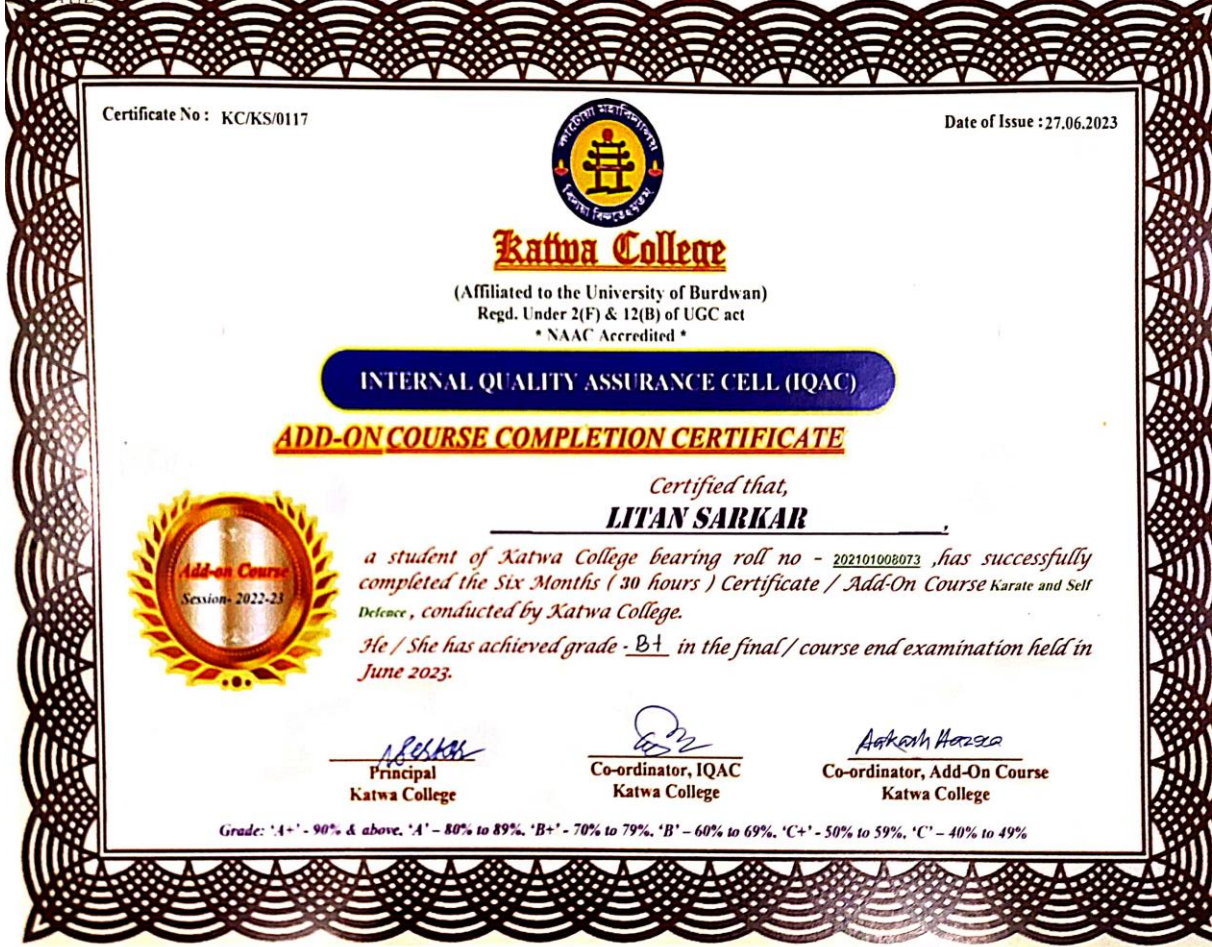 Certificate No : KC/KS/0117
Date of Issue : 27.06.2023
কাটোয়া মহাবিদ্যালয়
বিদ্যয়া বিন্দতেঽমৃতম্
Katwa College
(Affiliated to the University of Burdwan)
Regd. Under 2(F) & 12(B) of UGC act
* NAAC Accredited *
INTERNAL QUALITY ASSURANCE CELL (IQAC)
ADD-ON COURSE COMPLETION CERTIFICATE
Certified that,
LITAN SARKAR ,
a student of Katwa College bearing roll no - 202101008073 ,has successfully
completed the Six Months ( 30 hours ) Certificate / Add-On Course Karate and Self
Defence , conducted by Katwa College.
He / She has achieved grade - B+ in the final / course end examination held in
June 2023.
Add-on Course
Session- 2022-23
Aakash Hazra
Principal
Katwa College
Co-ordinator, IQAC
Katwa College
Co-ordinator, Add-On Course
Katwa College
Grade: 'A+' - 90% & above, 'A' – 80% to 89%, 'B+' - 70% to 79%, 'B' – 60% to 69%, 'C+' - 50% to 59%, 'C' – 40% to 49%